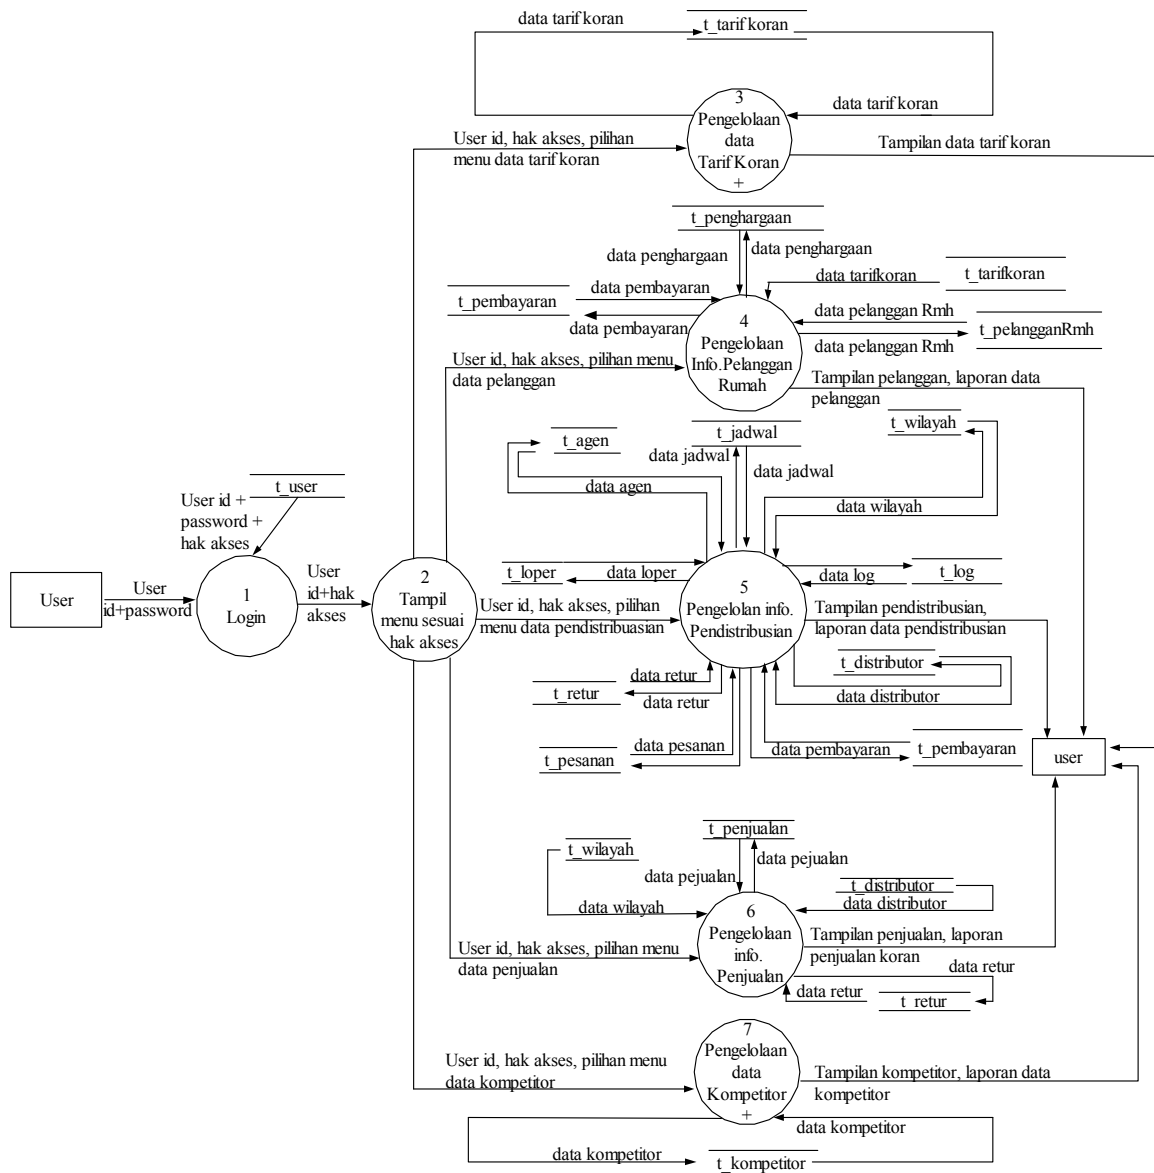 data tarif koran
t_tarif koran
3
Pengelolaan
data
Tarif Koran
+
data tarif koran
User id, hak akses, pilihan
menu data tarif koran
Tampilan data tarif koran
t_penghargaan
data penghargaan
data penghargaan
data tarifkoran
t_tarifkoran
t_pembayaran
data pembayaran
data pembayaran
4
Pengelolaan
Info.Pelanggan
Rumah
data pelanggan Rmh
t_pelangganRmh
data pelanggan Rmh
User id, hak akses, pilihan menu
data pelanggan
Tampilan pelanggan, laporan data
pelanggan
t_agen
data agen
t_jadwal
data jadwal
data jadwal
t_wilayah
data wilayah
t_user
User id +
password +
hak akses
User
User
id+password
1
Login
User
id+hak
akses
2
Tampil
menu sesuai
hak akses
t_loper
data loper
User id, hak akses, pilihan
menu data pendistribuasian
5
Pengelolan info.
Pendistribusian
data log
t_log
Tampilan pendistribusian,
laporan data pendistribusian
t_distributor
data distributor
data retur
t_retur
data retur
data pesanan
t_pesanan
data pembayaran
t_pembayaran
user
t_penjualan
data pejualan
data pejualan
t_wilayah
data wilayah
t_distributor
data distributor
6
Pengelolaan
info.
Penjualan
User id, hak akses, pilihan menu
data penjualan
Tampilan penjualan, laporan
penjualan koran
data retur
data retur
t_retur
7
Pengelolaan
data
Kompetitor
+
User id, hak akses, pilihan menu
data kompetitor
Tampilan kompetitor, laporan data
kompetitor
data kompetitor
data kompetitor
t_kompetitor